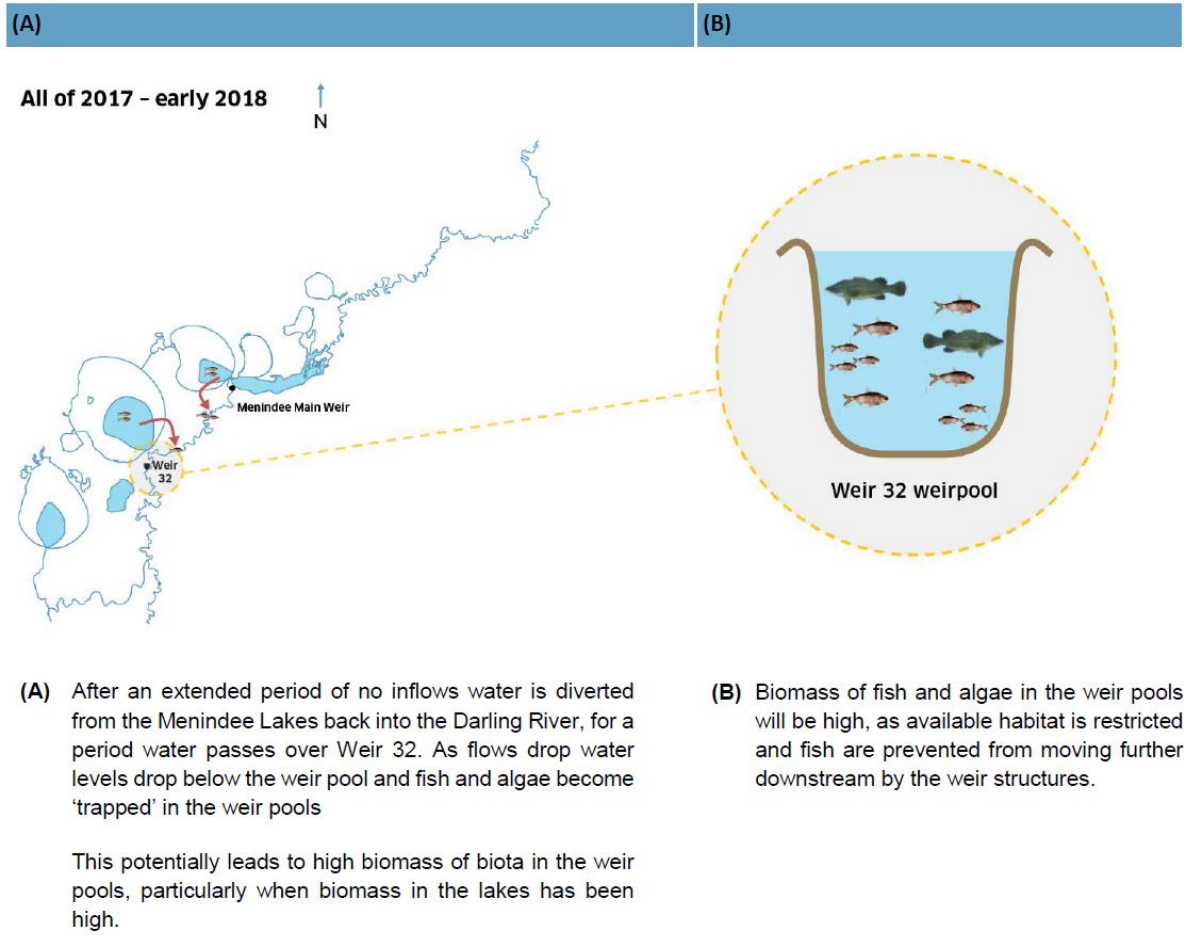 (A)
(B)
All of 2017 – early 2018
N
Menindee Main Weir
Weir
32
Weir 32 weirpool
(A) After an extended period of no inflows water is diverted
from the Menindee Lakes back into the Darling River, for a
period water passes over Weir 32. As flows drop water
levels drop below the weir pool and fish and algae become
‘trapped’ in the weir pools
This potentially leads to high biomass of biota in the weir
pools, particularly when biomass in the lakes has been
high.
(B) Biomass of fish and algae in the weir pools
will be high, as available habitat is restricted
and fish are prevented from moving further
downstream by the weir structures.